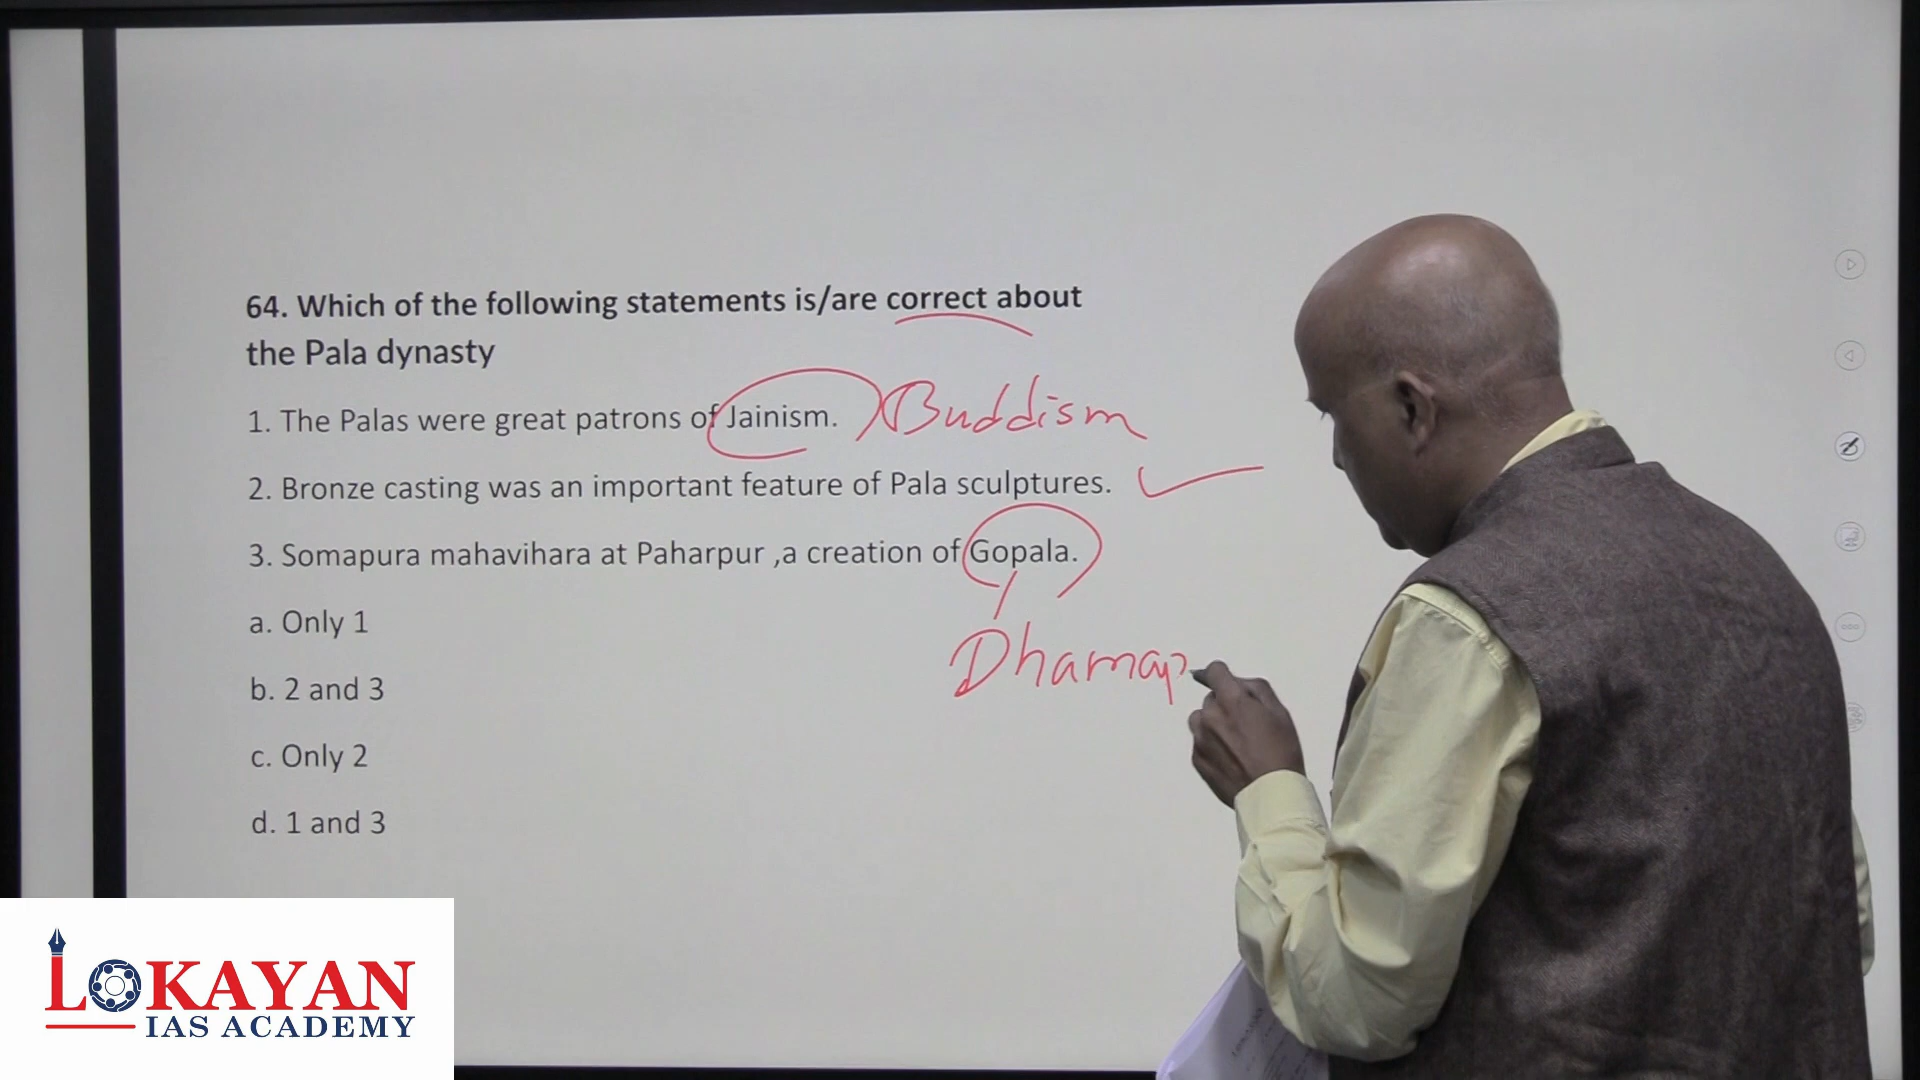 64. Which of the following statements is/are correct about
the Pala dynasty
1. The Palas were great patrons of Jainism. Buddism
2. Bronze casting was an important feature of Pala sculptures.
3. Somapura mahavihara at Paharpur ,a creation of Gopala.
a. Only 1
Dhamap
b. 2 and 3
c. Only 2
d. 1 and 3
LOKAYAN
IAS ACADEMY